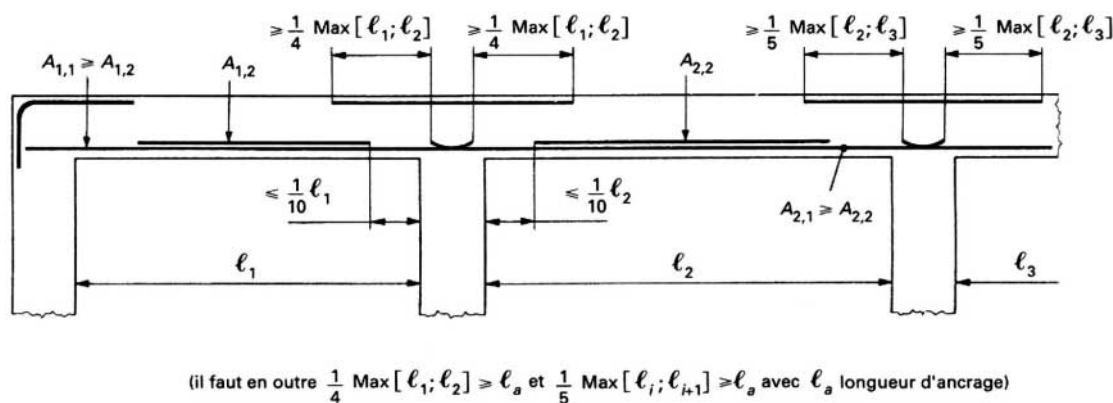 ≥ 1/4 Max [ℓ₁; ℓ₂] ≥ 1/4 Max [ℓ₁; ℓ₂] ≥ 1/5 Max [ℓ₂; ℓ₃] ≥ 1/5 Max [ℓ₂; ℓ₃]
A₁,₁ ≥ A₁,₂ A₁,₂ A₂,₂
≤ 1/10 ℓ₁ ≤ 1/10 ℓ₂ A₂,₁ ≥ A₂,₂
ℓ₁ ℓ₂ ℓ₃
(il faut en outre 1/4 Max [ℓ₁; ℓ₂] ≥ ℓₐ et 1/5 Max [ℓᵢ; ℓᵢ₊₁] ≥ ℓₐ avec ℓₐ longueur d'ancrage)